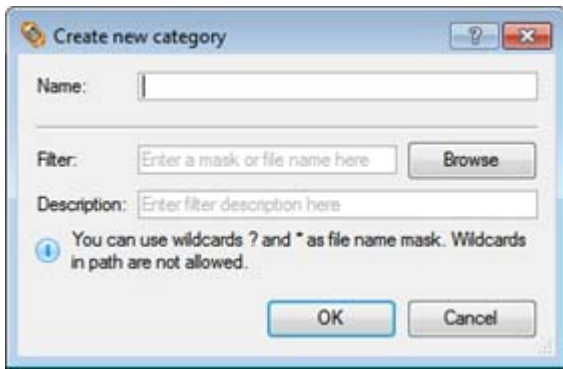 Create new category
?
Name:
Filter: Enter a mask or file name here Browse
Description: Enter filter description here
You can use wildcards ? and * as file name mask. Wildcards
in path are not allowed.
OK Cancel